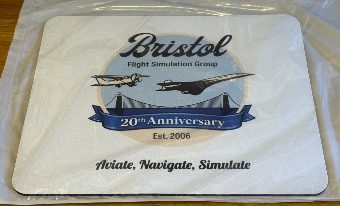 Bristol
Flight Simulation Group
20th Anniversary
Est. 2006
Aviate, Navigate, Simulate